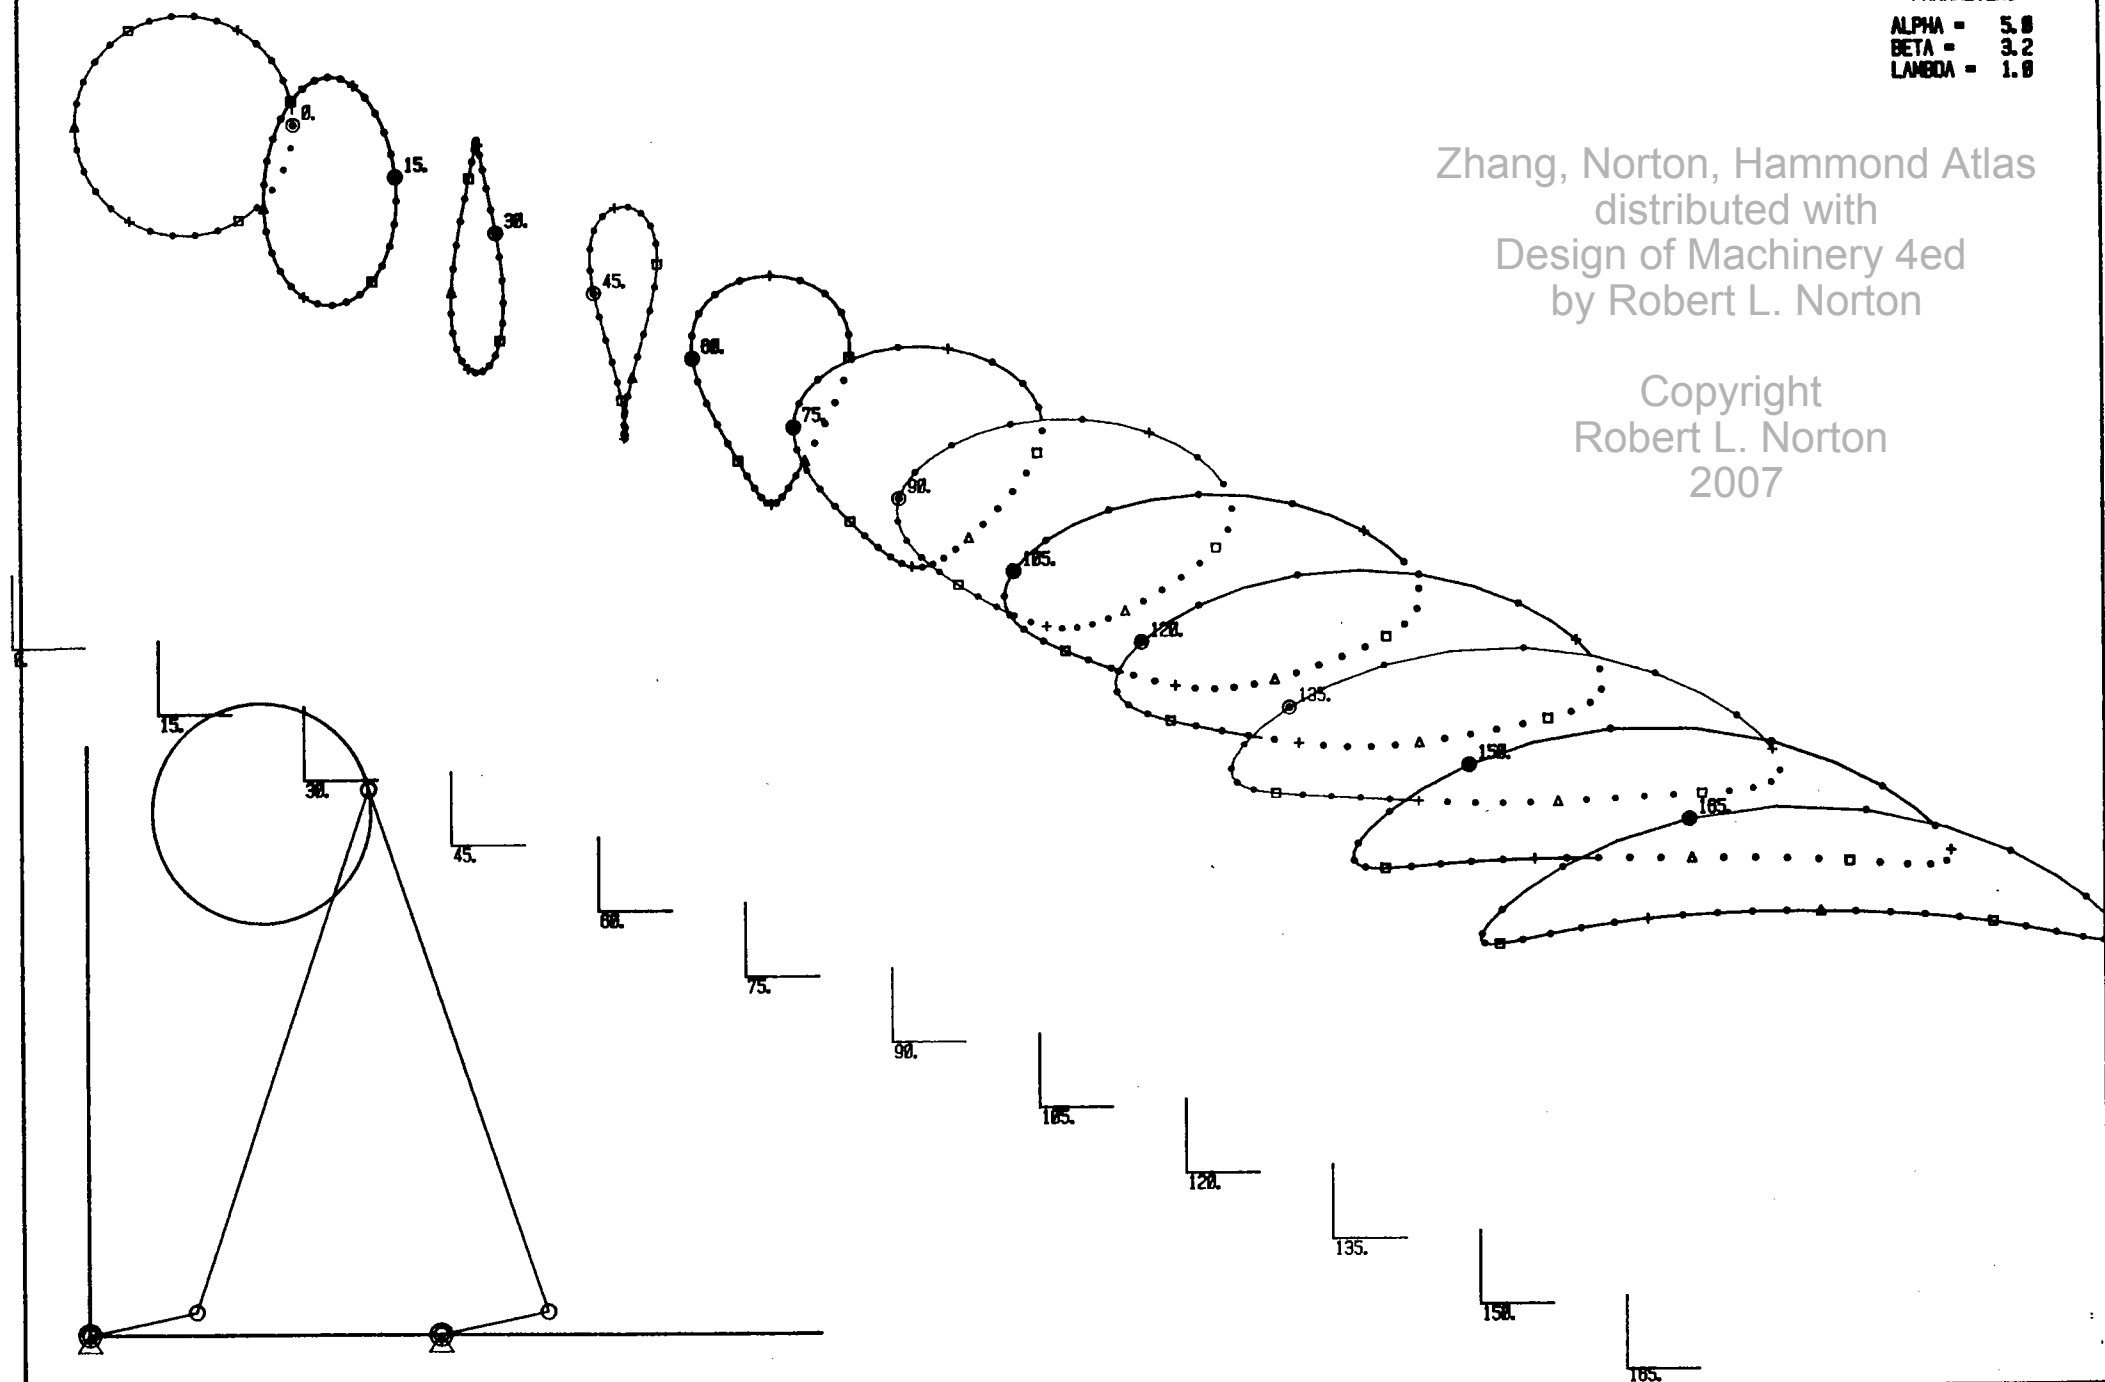 ALPHA = 5.0
BETA = 3.2
LAMBDA = 1.0
Zhang, Norton, Hammond Atlas
distributed with
Design of Machinery 4ed
by Robert L. Norton
Copyright
Robert L. Norton
2007
0.
15.
30.
45.
60.
75.
90.
105.
120.
135.
150.
165.
0.
15.
30.
45.
60.
75.
90.
105.
120.
135.
150.
165.